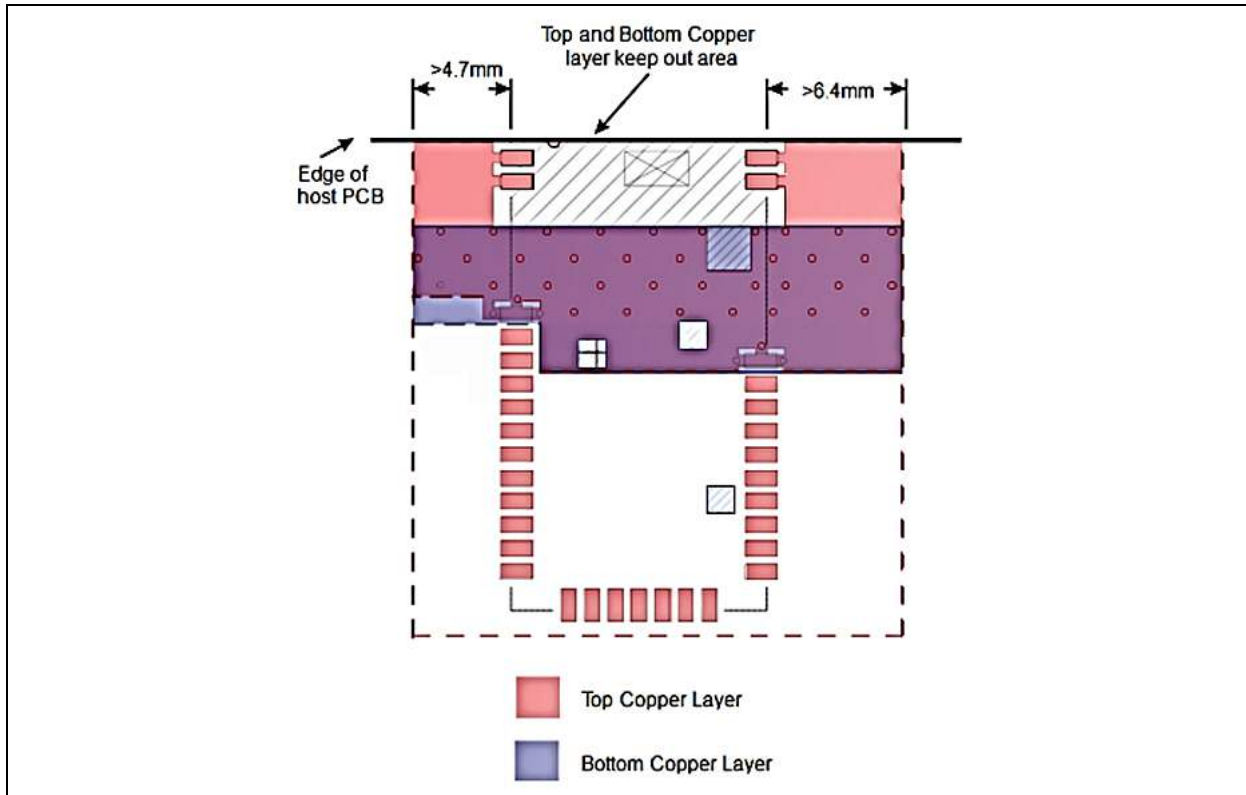 Top and Bottom Copper
layer keep out area
>4.7mm
>6.4mm
Edge of
host PCB
Top Copper Layer
Bottom Copper Layer